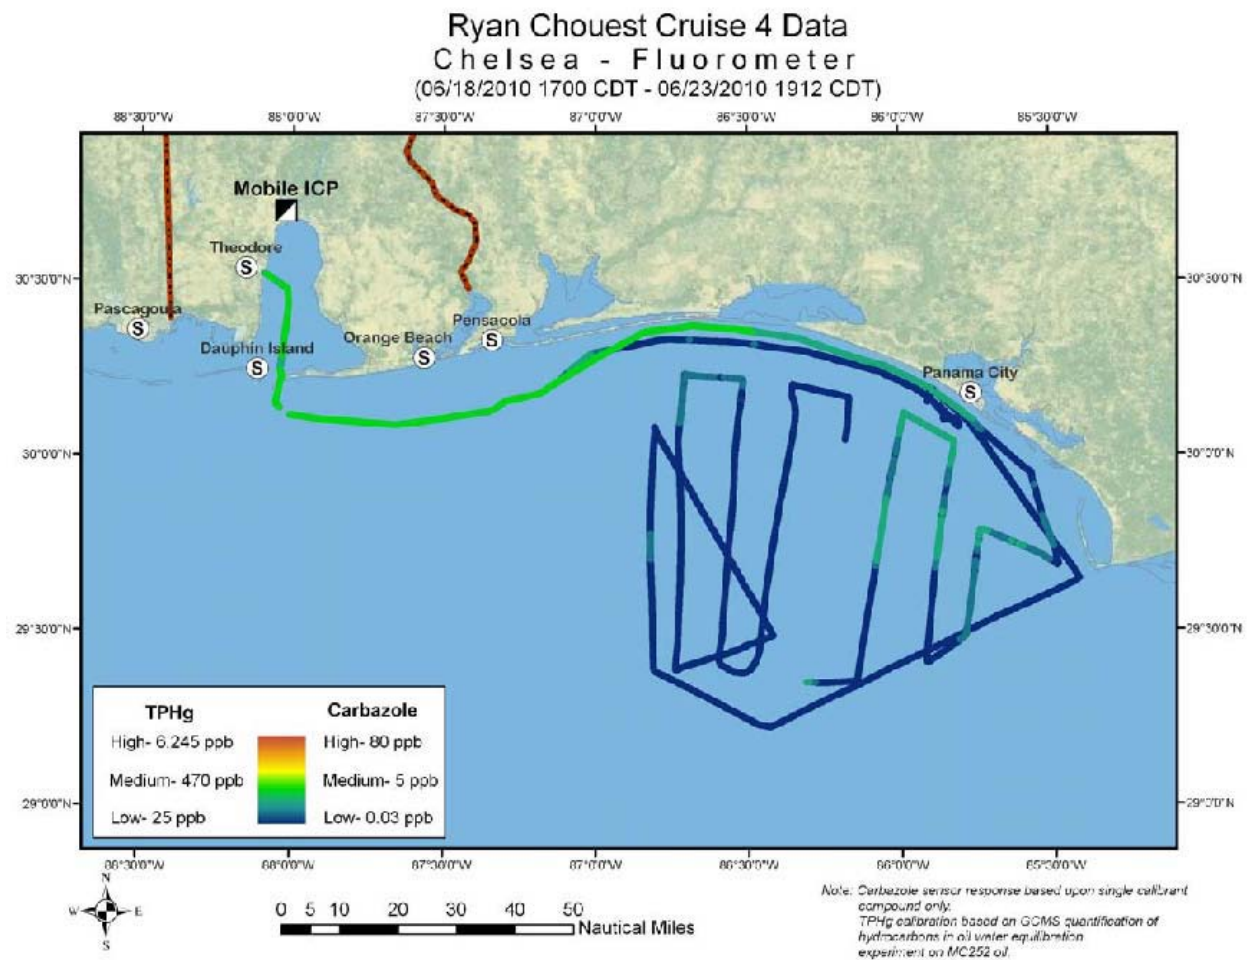 Ryan Chouest Cruise 4 Data
Chelsea - Fluorometer
(06/18/2010 1700 CDT - 06/23/2010 1912 CDT)
88°30'0"W 88°0'0"W 87°30'0"W 87°0'0"W 86°30'0"W 86°0'0"W 85°30'0"W
Mobile ICP
Theodore
S
30°30'0"N 30°30'0"N
Pascagoula
S
Pensacola
S
Orange Beach
S
Dauphin Island
S
Panama City
S
30°0'0"N 30°0'0"N
29°30'0"N 29°30'0"N
TPHg Carbazole
High- 6.245 ppb High- 80 ppb
Medium- 470 ppb Medium- 5 ppb
Low- 25 ppb Low- 0.03 ppb
29°0'0"N 29°0'0"N
88°30'0"W 88°0'0"W 87°30'0"W 87°0'0"W 86°30'0"W 86°0'0"W 85°30'0"W
N
W E
S
0 5 10 20 30 40 50
Nautical Miles
Note: Carbazole sensor response based upon single calibrant
compound only.
TPHg calibration based on GCMS quantification of
hydrocarbons in oil water equilibration
experiment on MC252 oil.